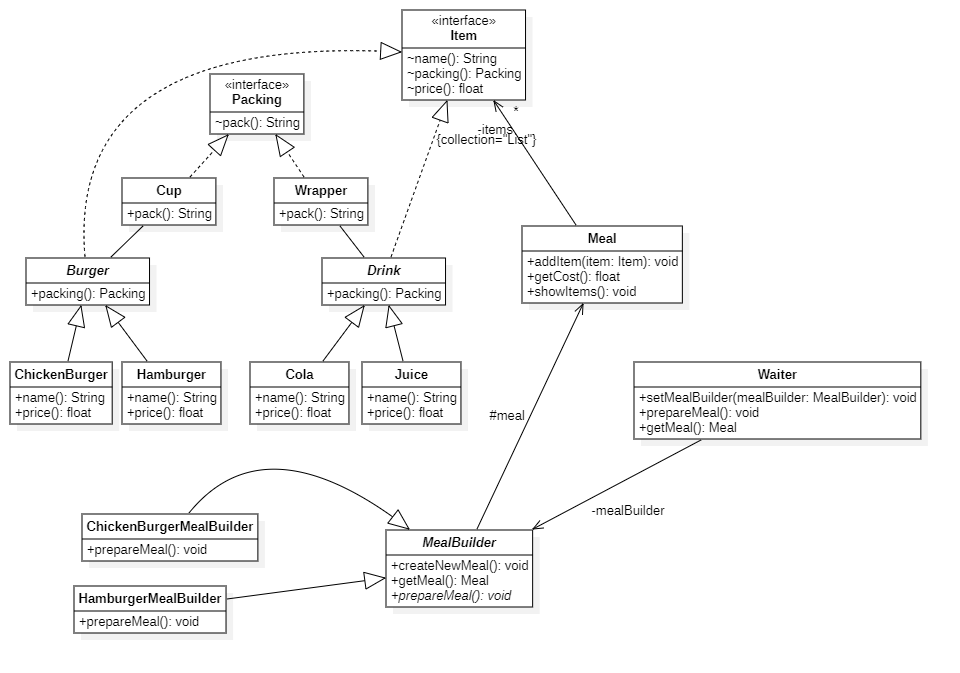 «interface»
Item
~name(): String
~packing(): Packing
~price(): float
«interface»
Packing
~pack(): String
*
-items
{collection="List"}
Cup
+pack(): String
Wrapper
+pack(): String
Meal
+addItem(item: Item): void
+getCost(): float
+showItems(): void
Burger
+packing(): Packing
Drink
+packing(): Packing
ChickenBurger
+name(): String
+price(): float
Hamburger
+name(): String
+price(): float
Cola
+name(): String
+price(): float
Juice
+name(): String
+price(): float
Waiter
+setMealBuilder(mealBuilder: MealBuilder): void
+prepareMeal(): void
+getMeal(): Meal
#meal
-mealBuilder
ChickenBurgerMealBuilder
+prepareMeal(): void
MealBuilder
+createNewMeal(): void
+getMeal(): Meal
+prepareMeal(): void
HamburgerMealBuilder
+prepareMeal(): void